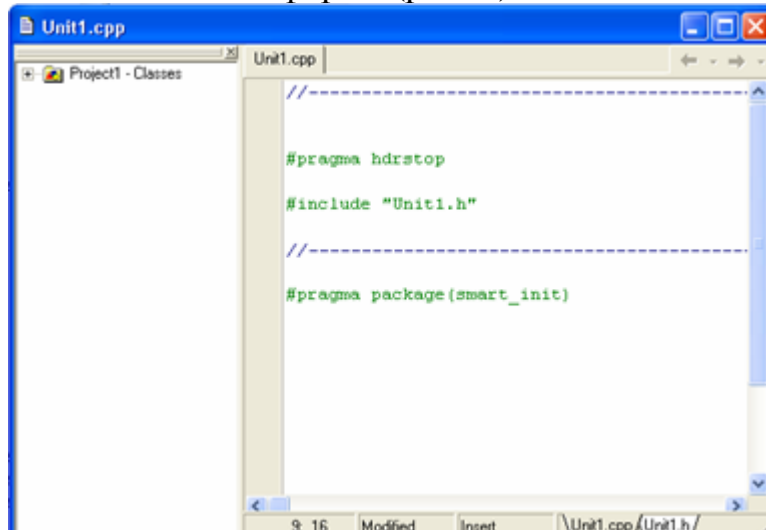 Unit1.cpp
Project1 - Classes
Unit1.cpp
//------------------------------------------
#pragma hdrstop
#include "Unit1.h"
//------------------------------------------
#pragma package(smart_init)
9: 16 Modified Insert \Unit1.cpp/Unit1.h/